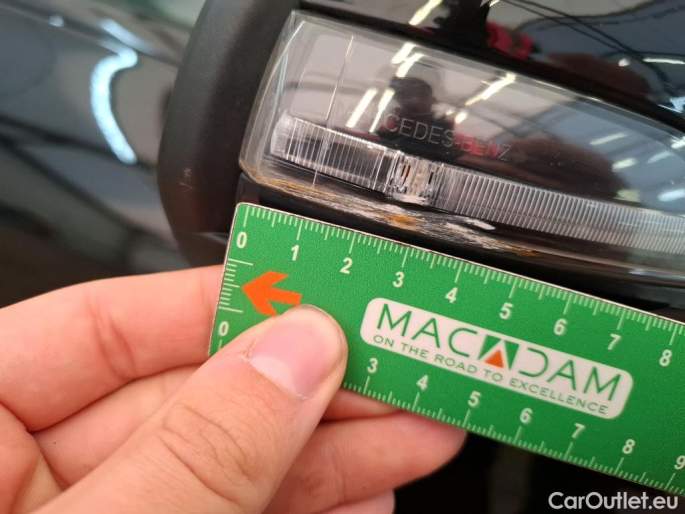 MERCEDES-BENZ
0 1 2 3 4 5 6 7 8
MACADAM
ON THE ROAD TO EXCELLENCE
0 3 4 5 6 7 8 9
CarOutlet.eu